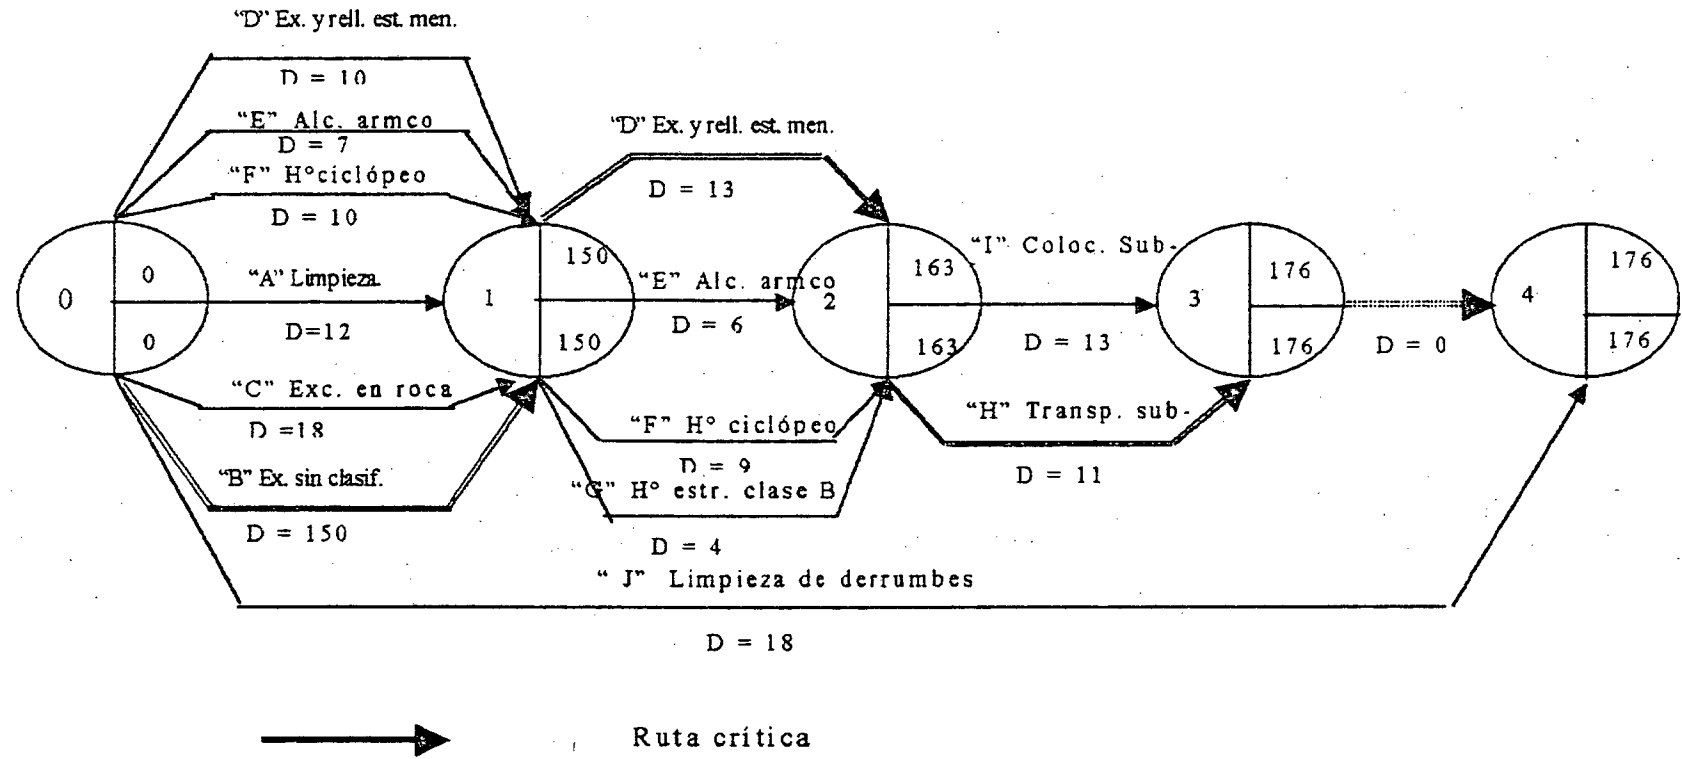 “D” Ex. y rell. est. men.
D = 10
“E” Alc. armco
D = 7
“F” H° ciclópeo
D = 10
“D” Ex. y rell. est. men.
D = 13
0
0
0
“A” Limpieza.
D=12
“C” Exc. en roca
D =18
“B” Ex. sin clasif.
D = 150
1
150
150
“E” Alc. armco
D = 6
“F” H° ciclópeo
D = 9
“G” H° estr. clase B
D = 4
2
163
163
“I” Coloc. Sub-
D = 13
“H” Transp. sub-
D = 11
3
176
176
D = 0
4
176
176
“ J” Limpieza de derrumbes
D = 18
Ruta crítica